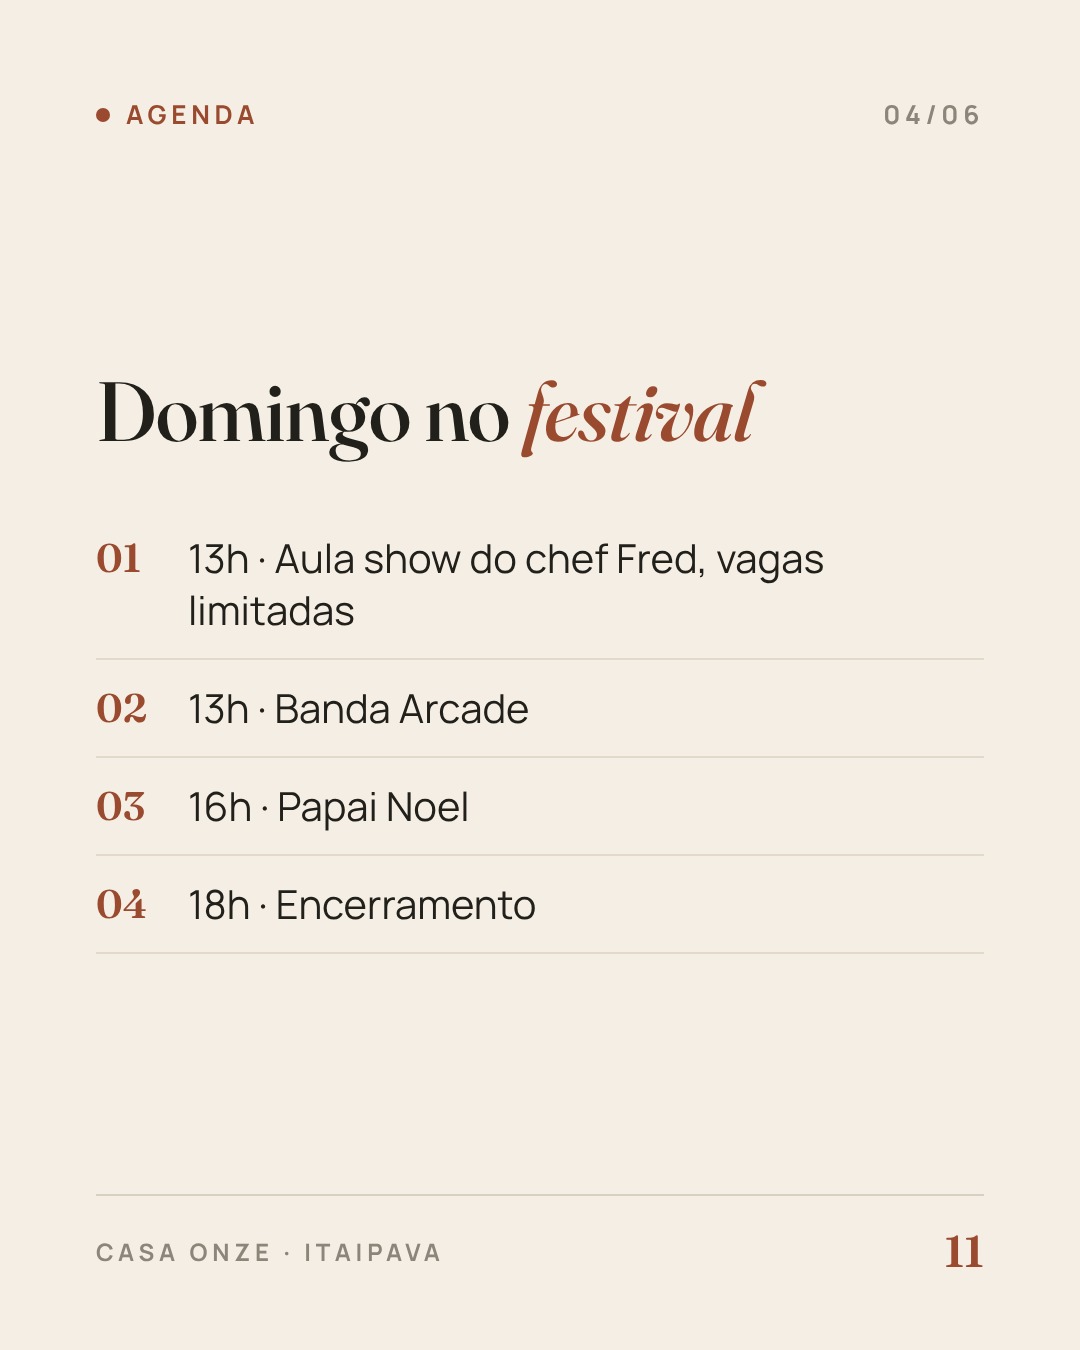 AGENDA
04/06
Domingo no festival
01 13h · Aula show do chef Fred, vagas
limitadas
02 13h · Banda Arcade
03 16h · Papai Noel
04 18h · Encerramento
CASA ONZE · ITAIPAVA
11